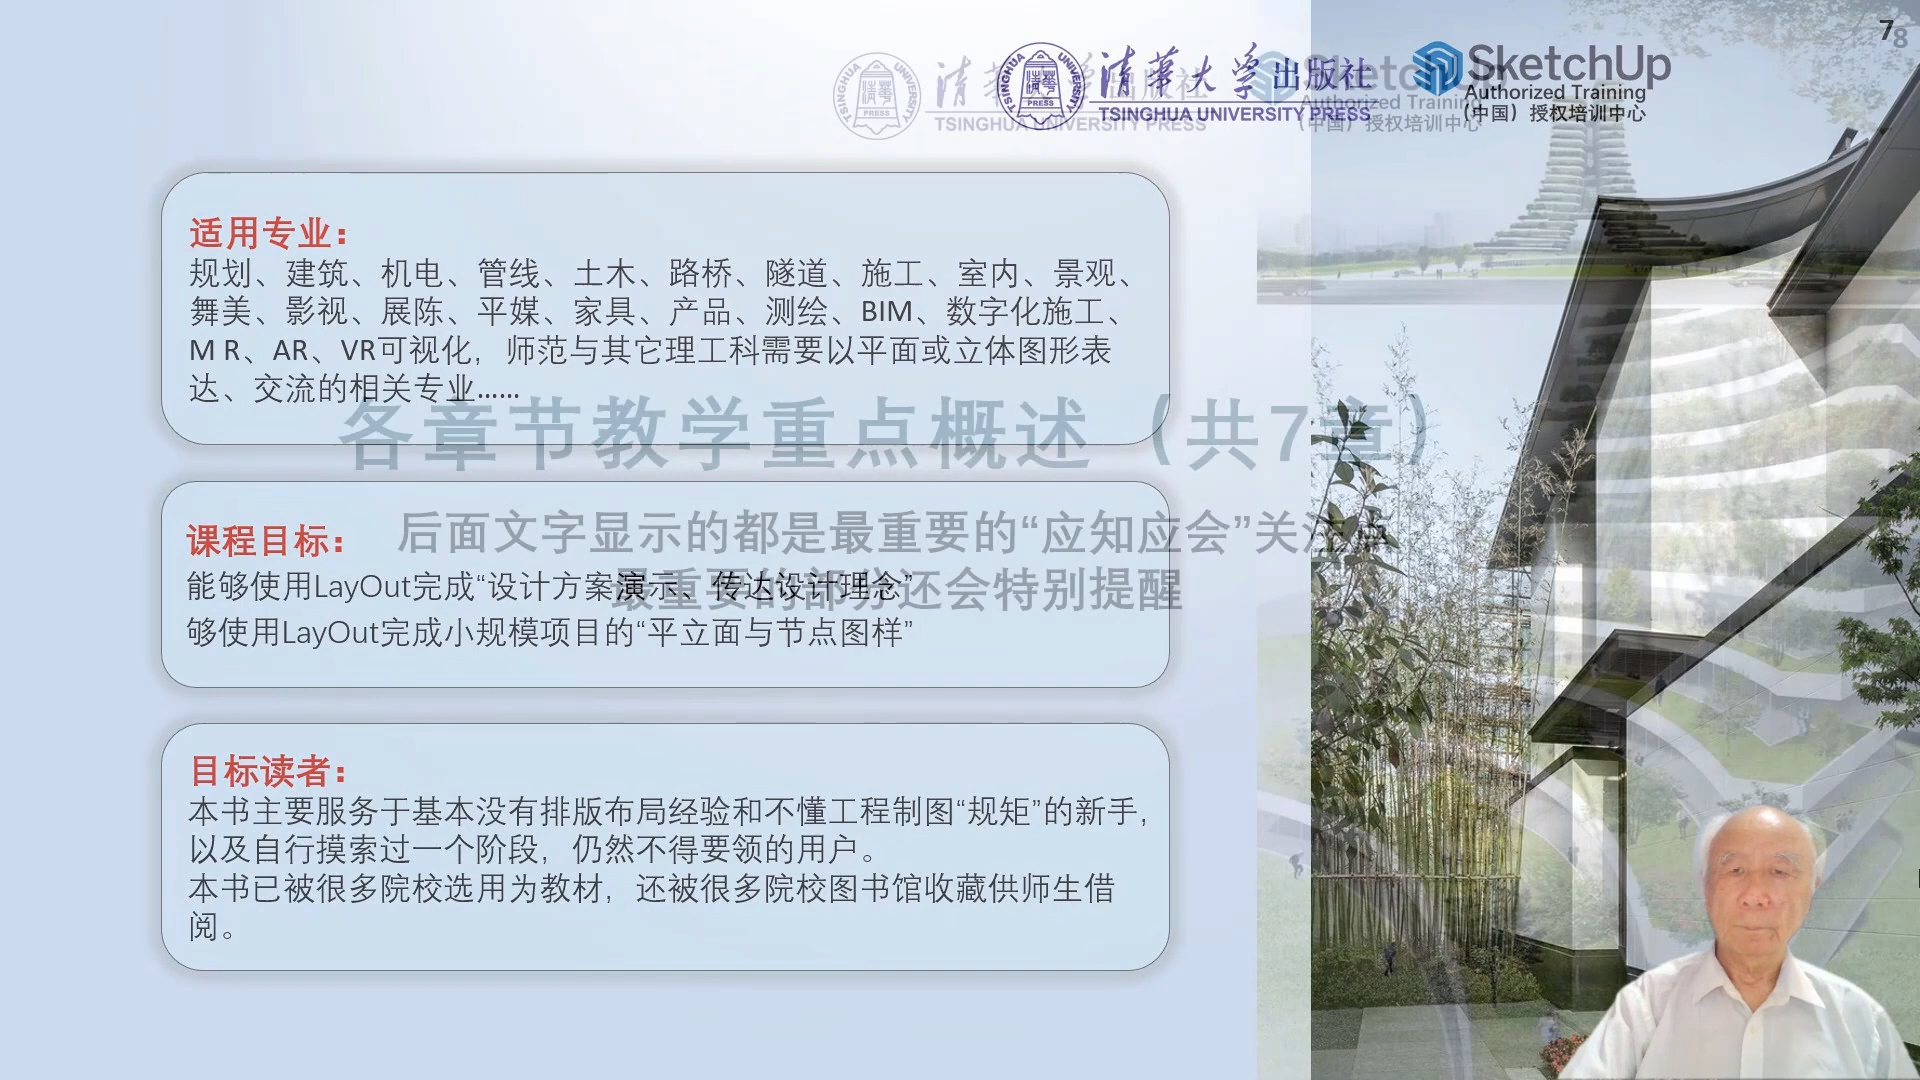 78
清华大学出版社
TSINGHUA UNIVERSITY PRESS
SketchUp
Authorized Training
（中国）授权培训中心
适用专业：
规划、建筑、机电、管线、土木、路桥、隧道、施工、室内、景观、
舞美、影视、展陈、平媒、家具、产品、测绘、BIM、数字化施工、
M R、AR、VR可视化，师范与其它理工科需要以平面或立体图形表
达、交流的相关专业……
各章节教学重点概述（共7章）
课程目标：
后面文字显示的都是最重要的“应知应会”关注点
能够使用LayOut完成“设计方案演示、传达设计理念”
最重要的部分还会特别提醒
够使用LayOut完成小规模项目的“平立面与节点图样”
目标读者：
本书主要服务于基本没有排版布局经验和不懂工程制图“规矩”的新手，
以及自行摸索过一个阶段，仍然不得要领的用户。
本书已被很多院校选用为教材，还被很多院校图书馆收藏供师生借
阅。